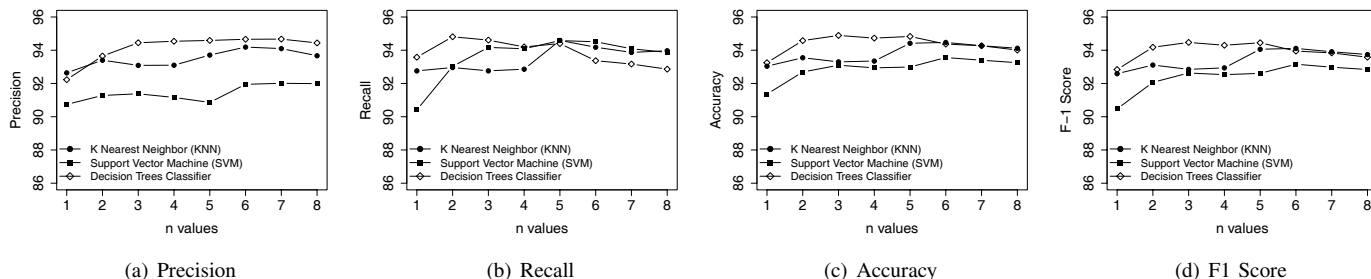 Precision
86 88 90 92 94 96
K Nearest Neighbor (KNN)
Support Vector Machine (SVM)
Decision Trees Classifier
1 2 3 4 5 6 7 8
n values
(a) Precision
Recall
86 88 90 92 94 96
K Nearest Neighbor (KNN)
Support Vector Machine (SVM)
Decision Trees Classifier
1 2 3 4 5 6 7 8
n values
(b) Recall
Accuracy
86 88 90 92 94 96
K Nearest Neighbor (KNN)
Support Vector Machine (SVM)
Decision Trees Classifier
1 2 3 4 5 6 7 8
n values
(c) Accuracy
F-1 Score
86 88 90 92 94 96
K Nearest Neighbor (KNN)
Support Vector Machine (SVM)
Decision Trees Classifier
1 2 3 4 5 6 7 8
n values
(d) F1 Score